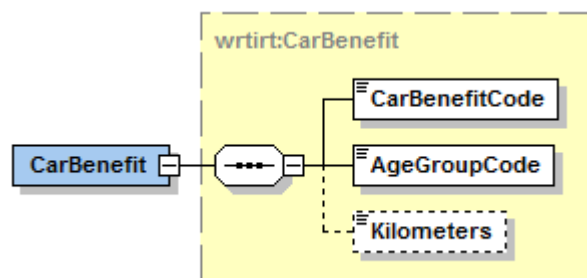 wrtirt:CarBenefit
CarBenefitCode
CarBenefit
AgeGroupCode
Kilometers